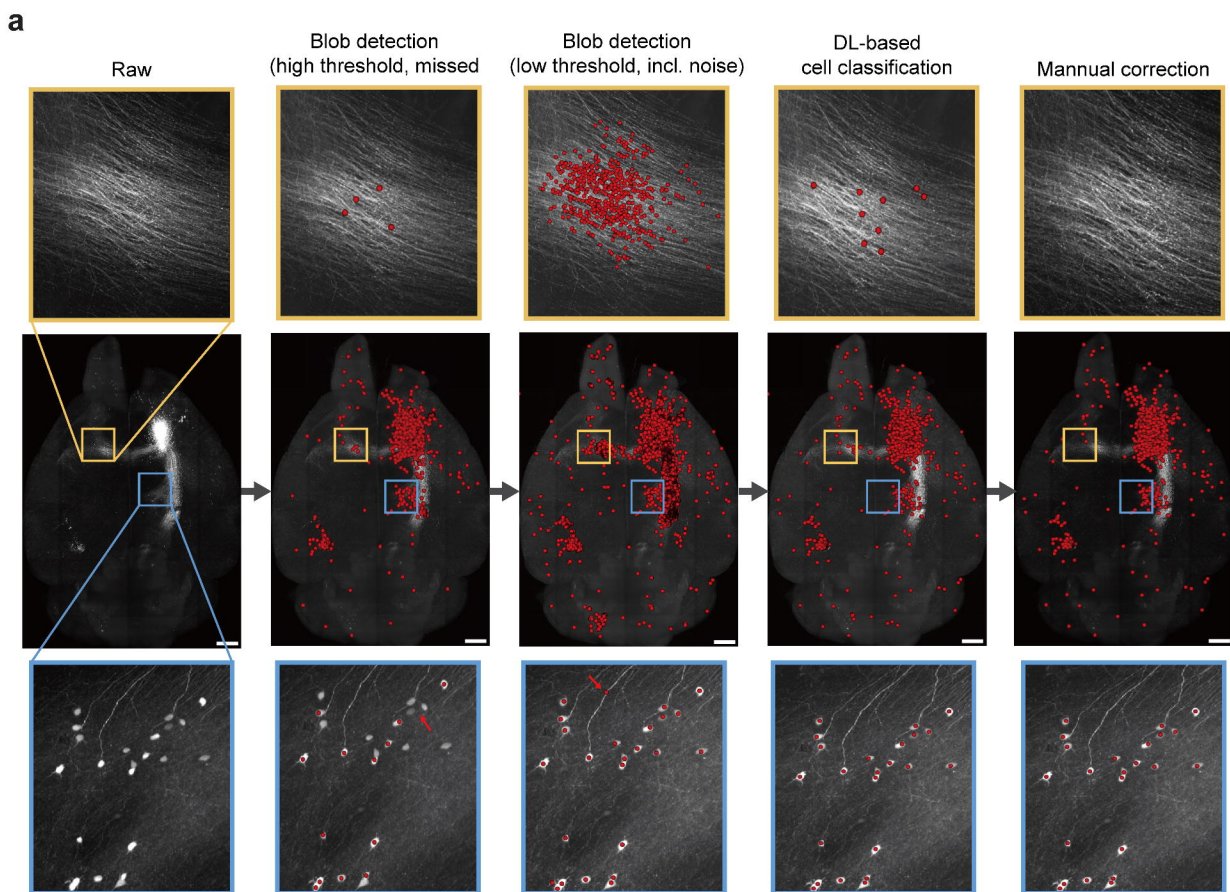 a
Raw
Blob detection
(high threshold, missed
Blob detection
(low threshold, incl. noise)
DL-based
cell classification
Mannual correction